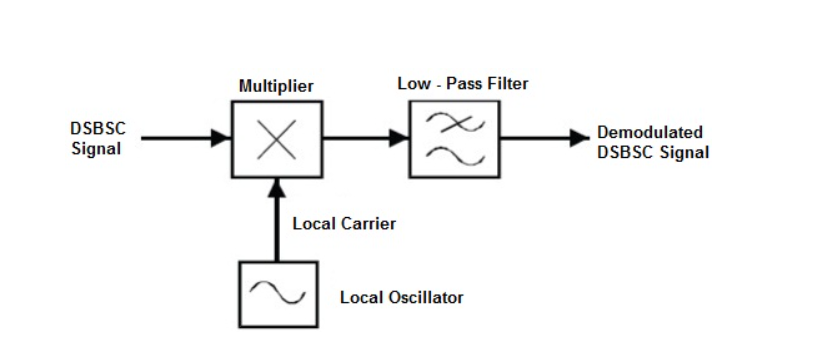 Multiplier
Low - Pass Filter
DSBSC
Signal
Demodulated
DSBSC Signal
Local Carrier
Local Oscillator